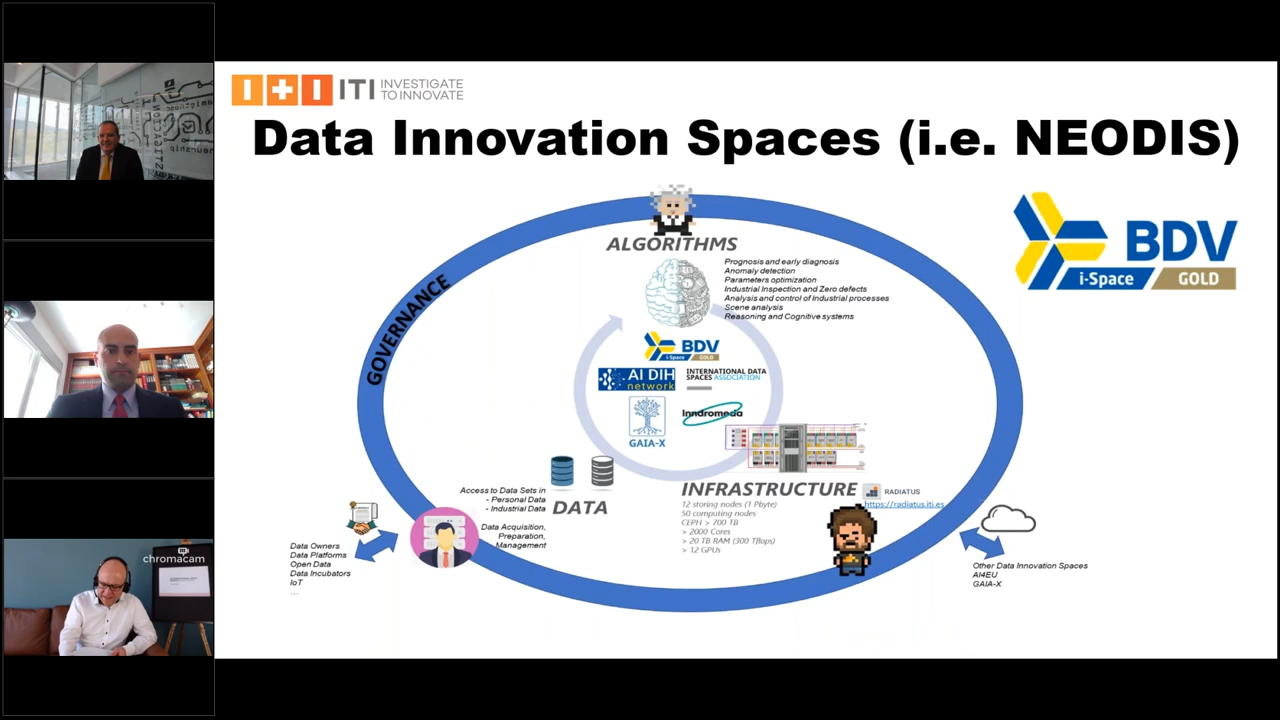 ITI INVESTIGATE
TO INNOVATE
Data Innovation Spaces (i.e. NEODIS)
BDV
i-Space GOLD
GOVERNANCE
ALGORITHMS
Prognosis and early diagnosis
Anomaly detection
Parameters optimization
Industrial Inspection and Zero defects
Analysis and control of Industrial processes
Scene analysis
Reasoning and Cognitive systems
BDV
i-Space GOLD
AI DIH
network
INTERNATIONAL DATA
SPACES ASSOCIATION
GAIA-X
Inndromeda
Access to Data Sets in
- Personal Data
- Industrial Data
Data Acquisition,
Preparation,
Management
DATA
INFRASTRUCTURE
RADIATUS
https://radiatus.iti.es
12 storing nodes (1 Pbyte)
50 computing nodes
CEPH > 700 TB
> 2000 Cores
> 20 TB RAM (300 Tflops)
> 12 GPUs
Data Owners
Data Platforms
Open Data
Data Incubators
IoT
...
Other Data Innovation Spaces
AI4EU
GAIA-X
chromacam